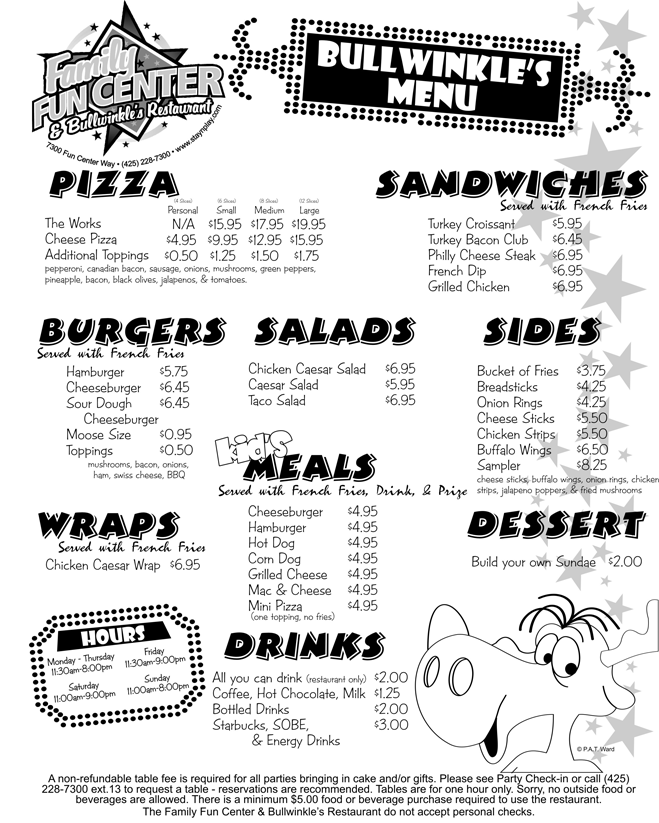 Family
FUN CENTER
& Bullwinkle's Restaurant
7300 Fun Center Way • (425) 228-7300 • www.staynplay.com
BULLWINKLE'S
MENU
PIZZA
(4 Slices) (6 Slices) (8 Slices) (12 Slices)
Personal Small Medium Large
The Works N/A $15.95 $17.95 $19.95
Cheese Pizza $4.95 $9.95 $12.95 $15.95
Additional Toppings $0.50 $1.25 $1.50 $1.75
pepperoni, canadian bacon, sausage, onions, mushrooms, green peppers,
pineapple, bacon, black olives, jalapenos, & tomatoes.
SANDWICHES
Served with French Fries
Turkey Croissant $5.95
Turkey Bacon Club $6.45
Philly Cheese Steak $6.95
French Dip $6.95
Grilled Chicken $6.95
BURGERS
Served with French Fries
Hamburger $5.75
Cheeseburger $6.45
Sour Dough $6.45
Cheeseburger
Moose Size $0.95
Toppings $0.50
mushrooms, bacon, onions,
ham, swiss cheese, BBQ
SALADS
Chicken Caesar Salad $6.95
Caesar Salad $5.95
Taco Salad $6.95
SIDES
Bucket of Fries $3.75
Breadsticks $4.25
Onion Rings $4.25
Cheese Sticks $5.50
Chicken Strips $5.50
Buffalo Wings $6.50
Sampler $8.25
cheese sticks, buffalo wings, onion rings, chicken
strips, jalapeno poppers, & fried mushrooms
Kid's
MEALS
Served with French Fries, Drink, & Prize
Cheeseburger $4.95
Hamburger $4.95
Hot Dog $4.95
Corn Dog $4.95
Grilled Cheese $4.95
Mac & Cheese $4.95
Mini Pizza $4.95
(one topping, no fries)
WRAPS
Served with French Fries
Chicken Caesar Wrap $6.95
DESSERT
Build your own Sundae $2.00
HOURS
Monday - Thursday
11:30am-8:00pm
Friday
11:30am-9:00pm
Saturday
11:00am-9:00pm
Sunday
11:00am-8:00pm
DRINKS
All you can drink (restaurant only) $2.00
Coffee, Hot Chocolate, Milk $1.25
Bottled Drinks $2.00
Starbucks, SOBE, $3.00
& Energy Drinks
© P.A.T. Ward
A non-refundable table fee is required for all parties bringing in cake and/or gifts. Please see Party Check-in or call (425)
228-7300 ext.13 to request a table - reservations are recommended. Tables are for one hour only. Sorry, no outside food or
beverages are allowed. There is a minimum $5.00 food or beverage purchase required to use the restaurant.
The Family Fun Center & Bullwinkle's Restaurant do not accept personal checks.